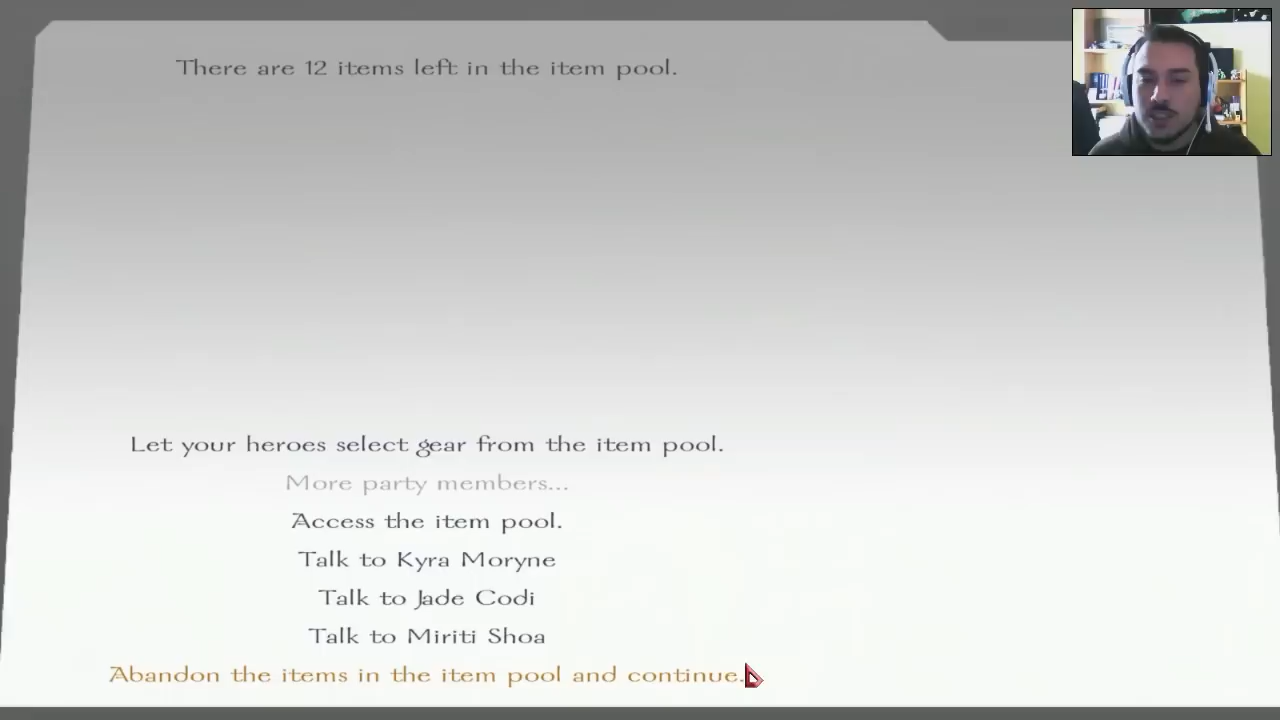 There are 12 items left in the item pool.
Let your heroes select gear from the item pool.
More party members...
Access the item pool.
Talk to Kyra Moryne
Talk to Jade Codi
Talk to Miriti Shoa
Abandon the items in the item pool and continue.